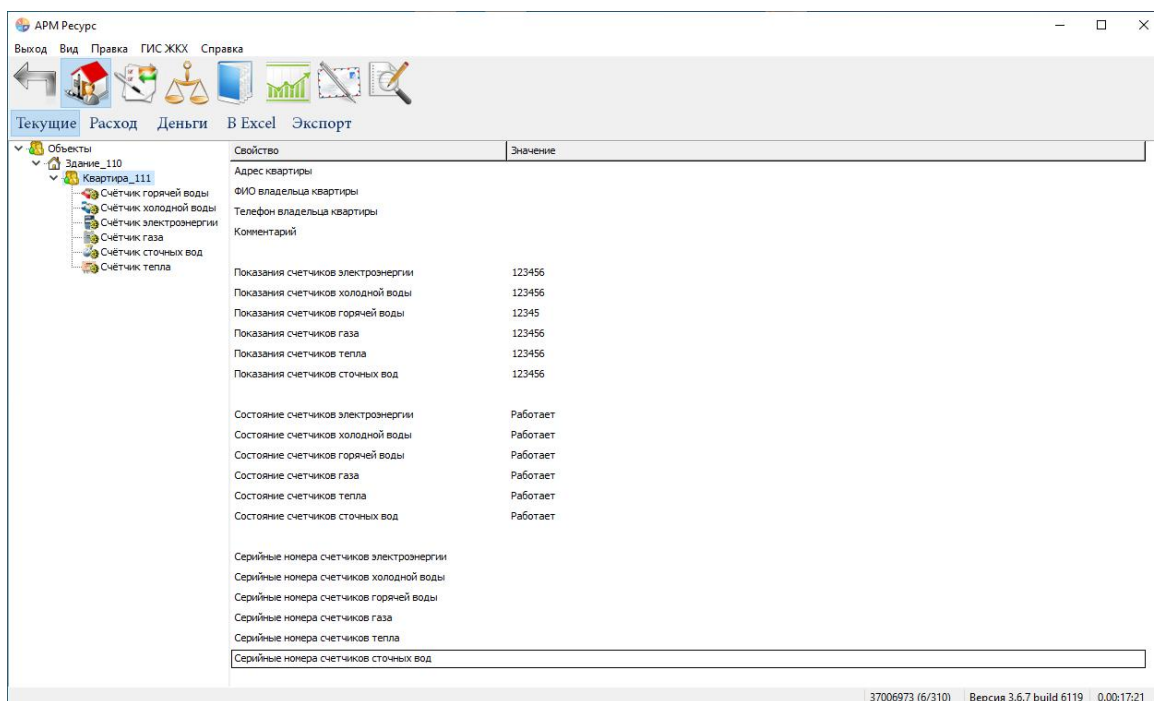 АРМ Ресурс
Выход Вид Правка ГИС ЖКХ Справка
Текущие Расход Деньги В Excel Экспорт
Объекты
Здание_110
Квартира_111
Счётчик горячей воды
Счётчик холодной воды
Счётчик электроэнергии
Счётчик газа
Счётчик сточных вод
Счётчик тепла
Свойство Значение
Адрес квартиры
ФИО владельца квартиры
Телефон владельца квартиры
Комментарий
Показания счетчиков электроэнергии 123456
Показания счетчиков холодной воды 123456
Показания счетчиков горячей воды 12345
Показания счетчиков газа 123456
Показания счетчиков тепла 123456
Показания счетчиков сточных вод 123456
Состояние счетчиков электроэнергии Работает
Состояние счетчиков холодной воды Работает
Состояние счетчиков горячей воды Работает
Состояние счетчиков газа Работает
Состояние счетчиков тепла Работает
Состояние счетчиков сточных вод Работает
Серийные номера счетчиков электроэнергии
Серийные номера счетчиков холодной воды
Серийные номера счетчиков горячей воды
Серийные номера счетчиков газа
Серийные номера счетчиков тепла
Серийные номера счетчиков сточных вод
37006973 (6/310) Версия 3.6.7 build 6119 0.00:17:21